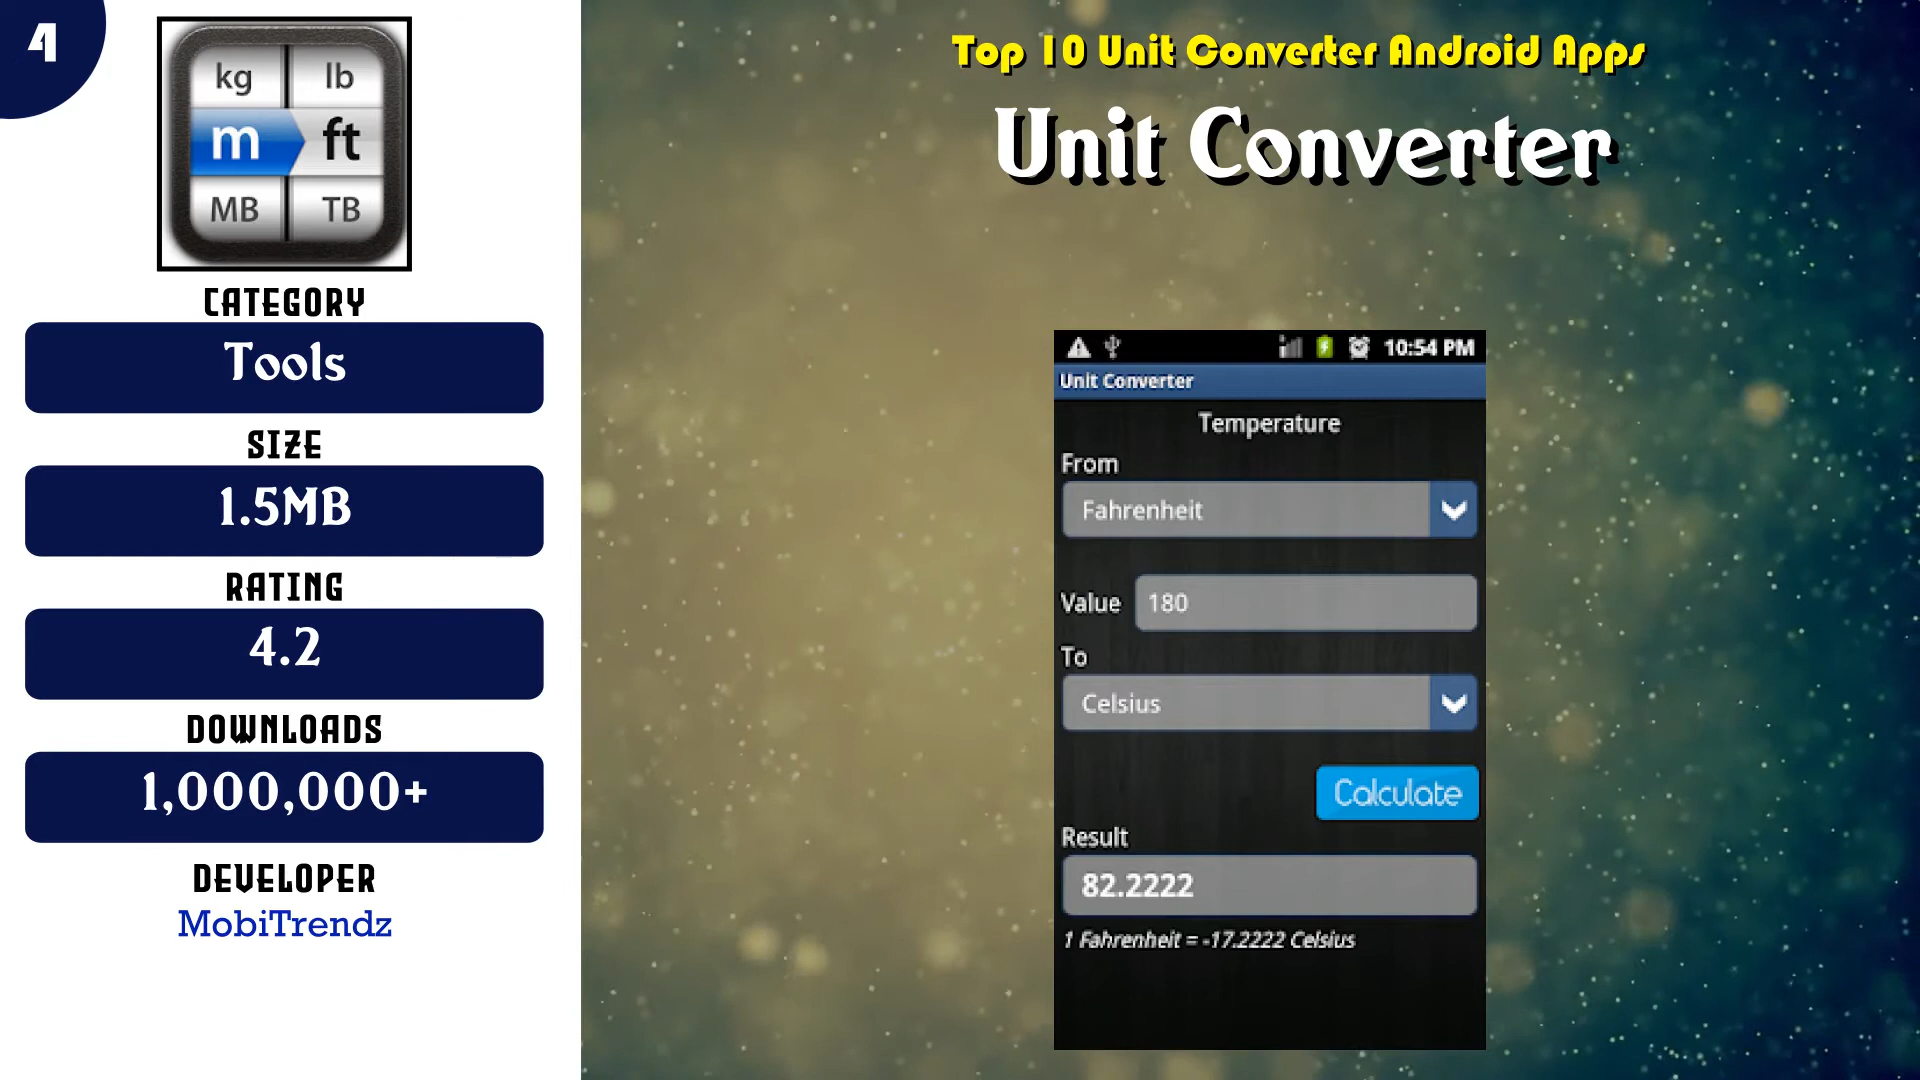 4
kg lb
m ft
MB TB
CATEGORY
Tools
SIZE
1.5MB
RATING
4.2
DOWNLOADS
1,000,000+
DEVELOPER
MobiTrendz
Top 10 Unit Converter Android Apps
Unit Converter
10:54 PM
Unit Converter
Temperature
From
Fahrenheit
Value 180
To
Celsius
Calculate
Result
82.2222
1 Fahrenheit = -17.2222 Celsius